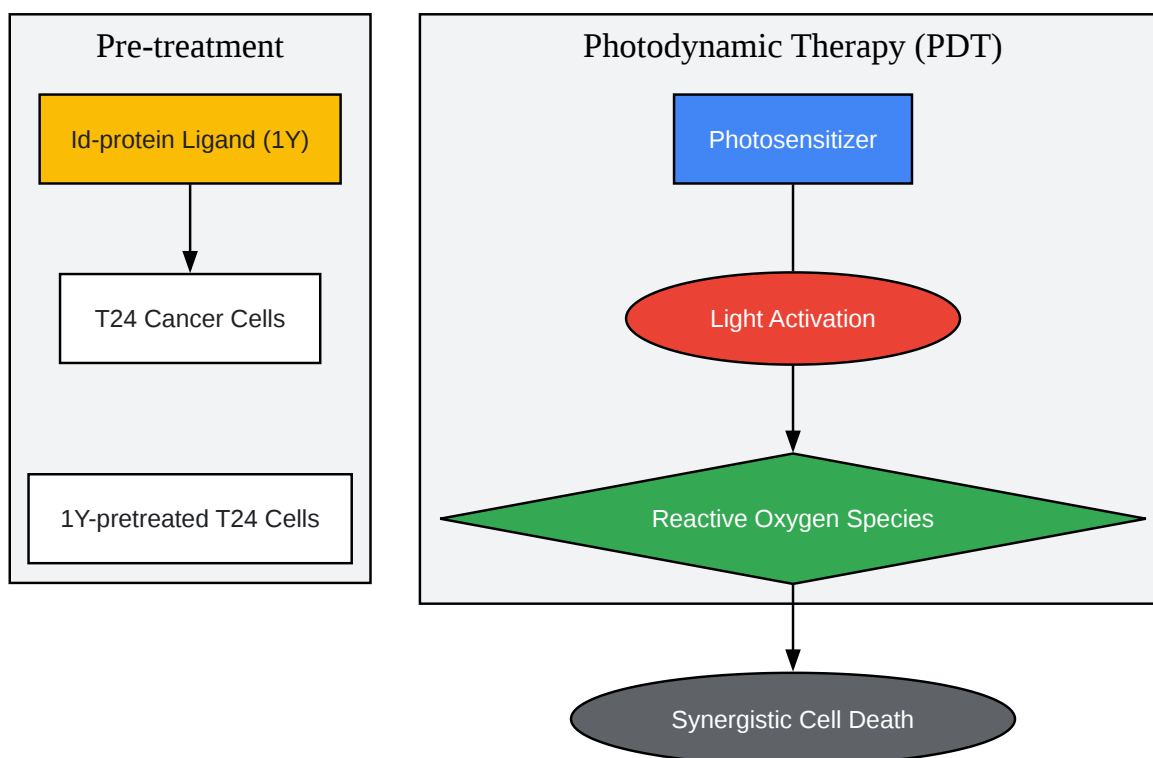 Pre-treatment
Id-protein Ligand (1Y)
T24 Cancer Cells
1Y-pretreated T24 Cells
Photodynamic Therapy (PDT)
Photosensitizer
Light Activation
Reactive Oxygen Species
Synergistic Cell Death